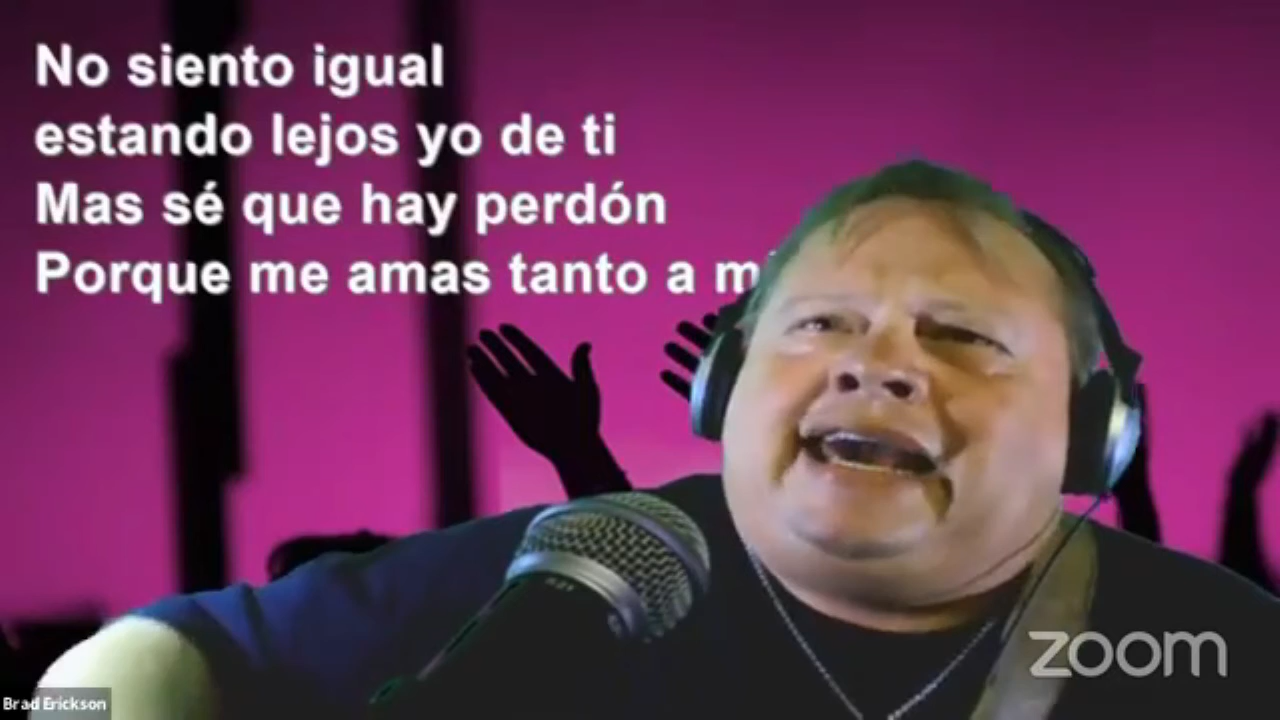 No siento igual
estando lejos yo de ti
Mas sé que hay perdón
Porque me amas tanto a
zoom
Brad Erickson